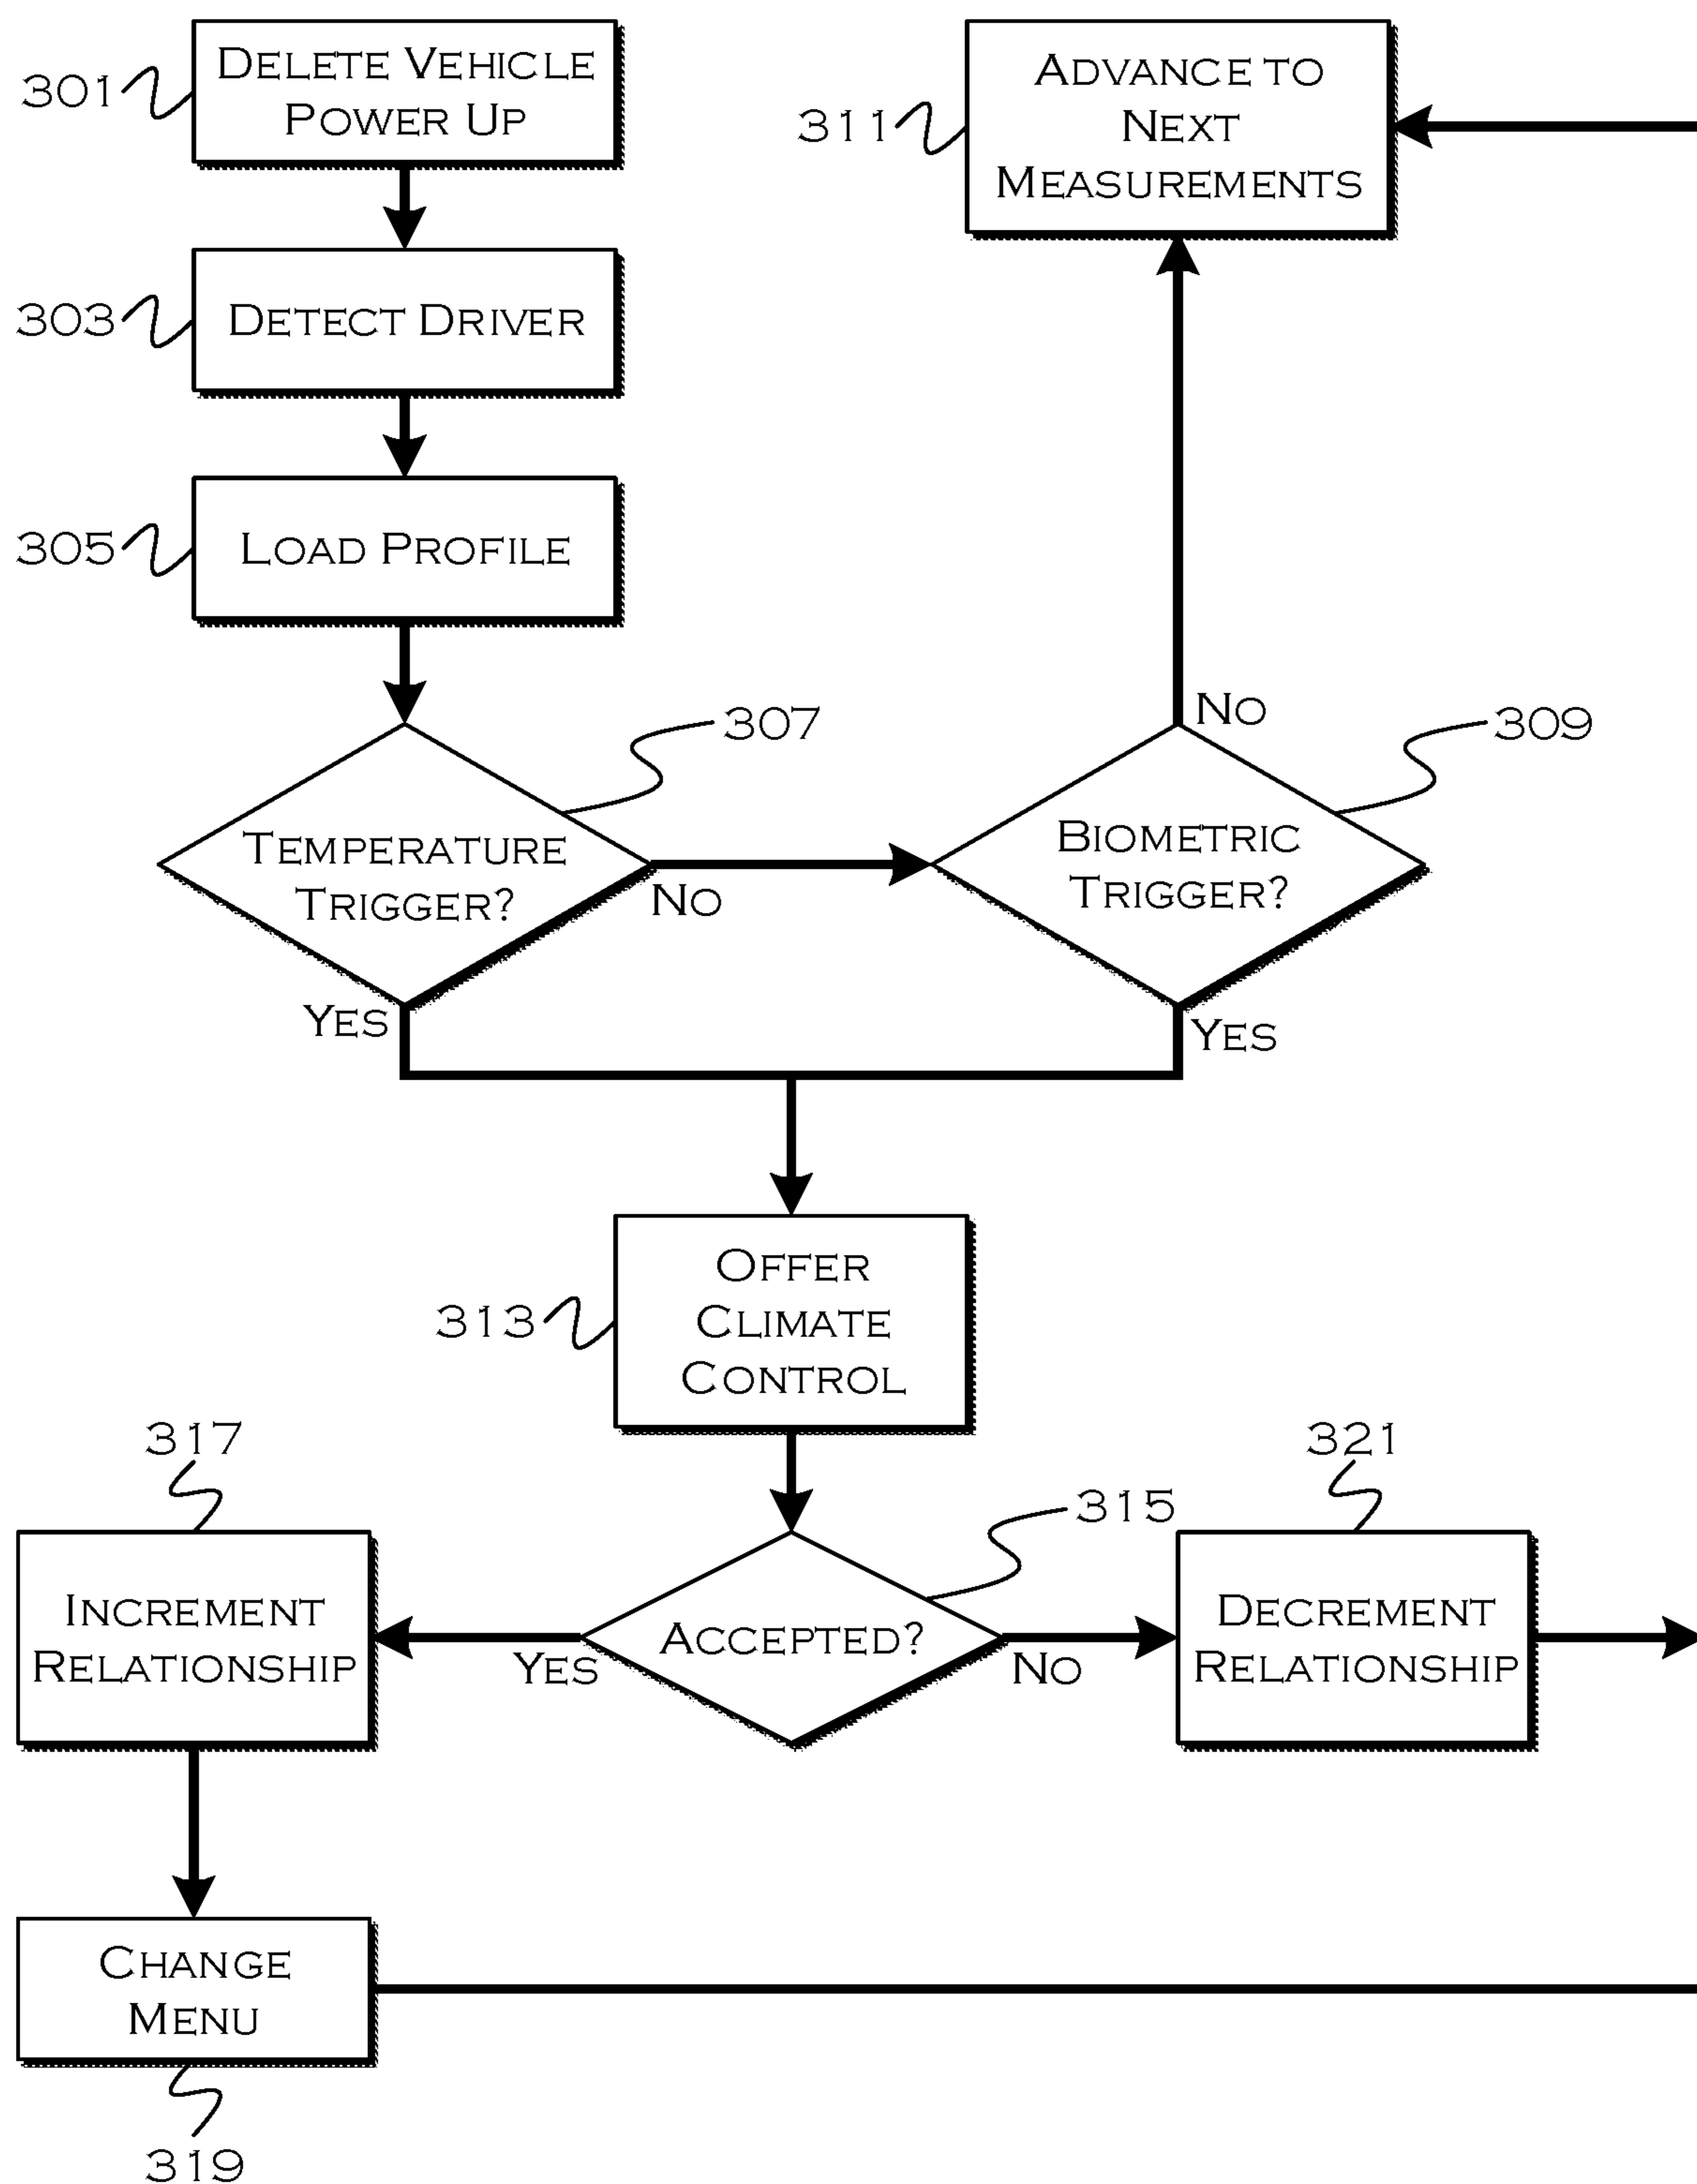 301
DELETE VEHICLE
POWER UP
311
ADVANCE TO
NEXT
MEASUREMENTS
303
DETECT DRIVER
305
LOAD PROFILE
307
TEMPERATURE
TRIGGER?
NO
YES
309
NO
BIOMETRIC
TRIGGER?
YES
313
OFFER
CLIMATE
CONTROL
315
ACCEPTED?
YES
NO
317
INCREMENT
RELATIONSHIP
321
DECREMENT
RELATIONSHIP
CHANGE
MENU
319